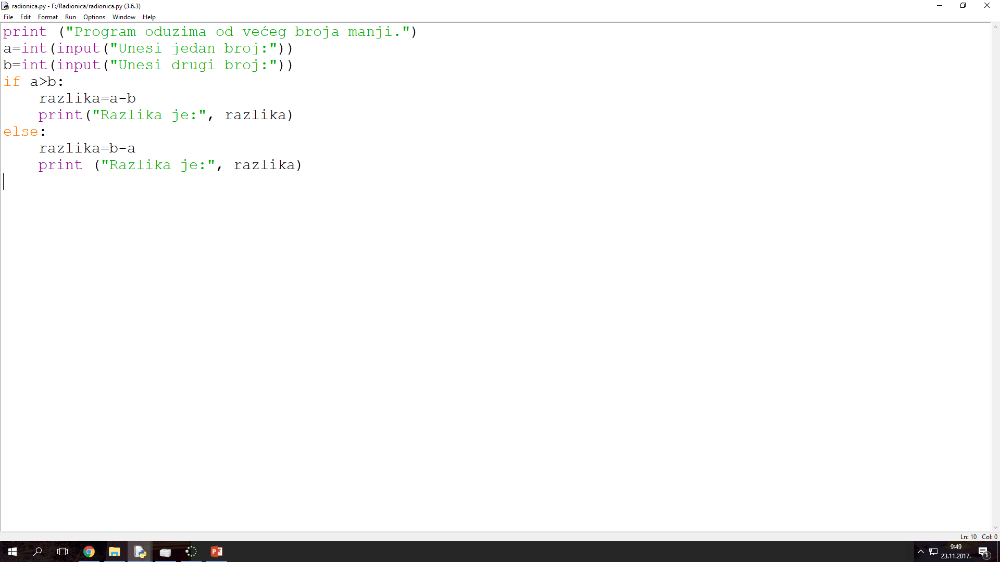 radionica.py - F:/Radionica/radionica.py (3.6.3)
File Edit Format Run Options Window Help
print ("Program oduzima od većeg broja manji.")
a=int(input("Unesi jedan broj:"))
b=int(input("Unesi drugi broj:"))
if a>b:
    razlika=a-b
    print("Razlika je:", razlika)
else:
    razlika=b-a
    print ("Razlika je:", razlika)
Ln: 10 Col: 0
9:49
23.11.2017.
1